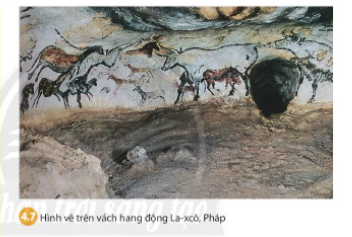 4.7 Hình vẽ trên vách hang động La-xcô, Pháp